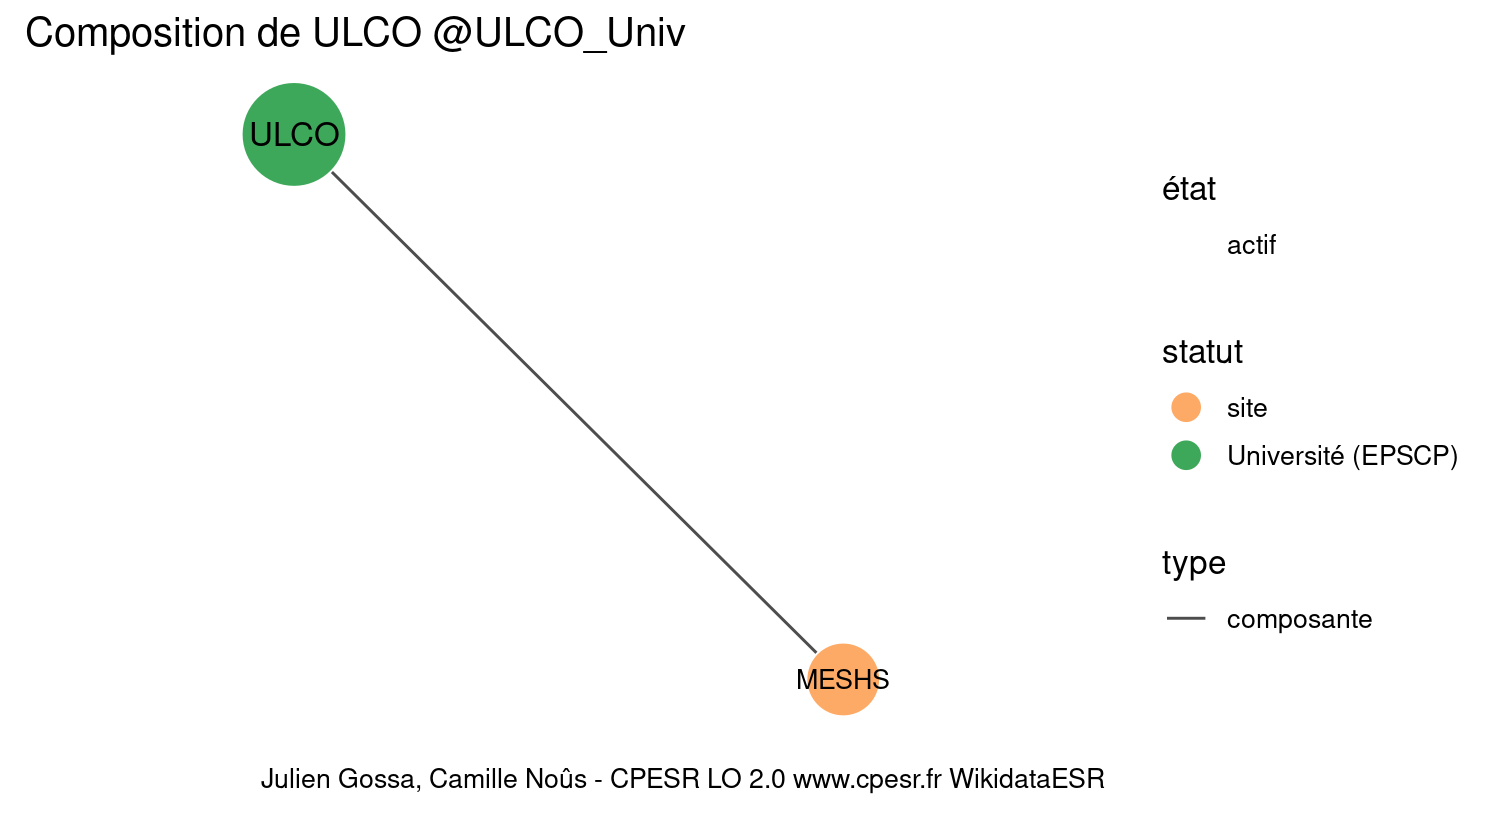 Composition de ULCO @ULCO_Univ
ULCO
état
actif
statut
site
Université (EPSCP)
type
composante
MESHS
Julien Gossa, Camille Noûs - CPESR LO 2.0 www.cpesr.fr WikidataESR